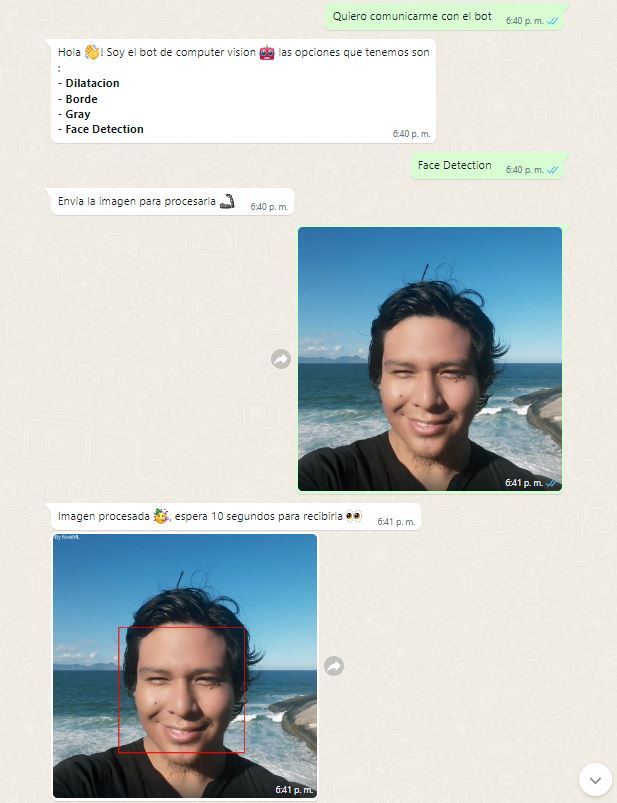 Quiero comunicarme con el bot
6:40 p. m.
Hola 👋! Soy el bot de computer vision 🤖 las opciones que tenemos son
:
- Dilatacion
- Borde
- Gray
- Face Detection
6:40 p. m.
Face Detection
6:40 p. m.
Envia la imagen para procesarla 🦾
6:40 p. m.
6:41 p. m.
Imagen procesada 🥳, espera 10 segundos para recibirla 👀
6:41 p. m.
By NickML
6:41 p. m.